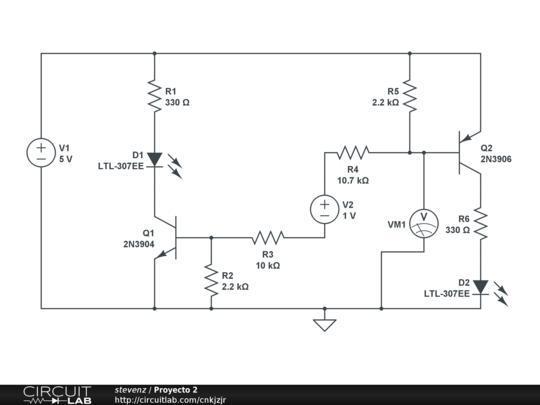 R1
330 Ω
R5
2.2 kΩ
V1
5 V
D1
LTL-307EE
Q2
2N3906
R4
10.7 kΩ
V2
1 V
VM1
V
R6
330 Ω
Q1
2N3904
R3
10 kΩ
R2
2.2 kΩ
D2
LTL-307EE
CIRCUIT
LAB
stevenz / Proyecto 2
http://circuitlab.com/cnkjzjr